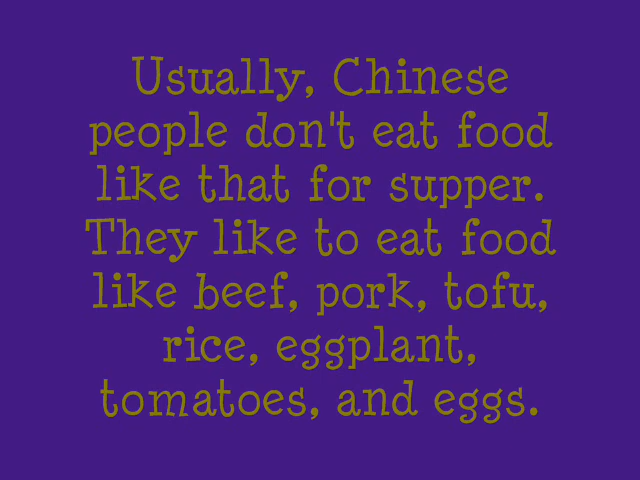 Usually, Chinese
people don't eat food
like that for supper.
They like to eat food
like beef, pork, tofu,
rice, eggplant,
tomatoes, and eggs.